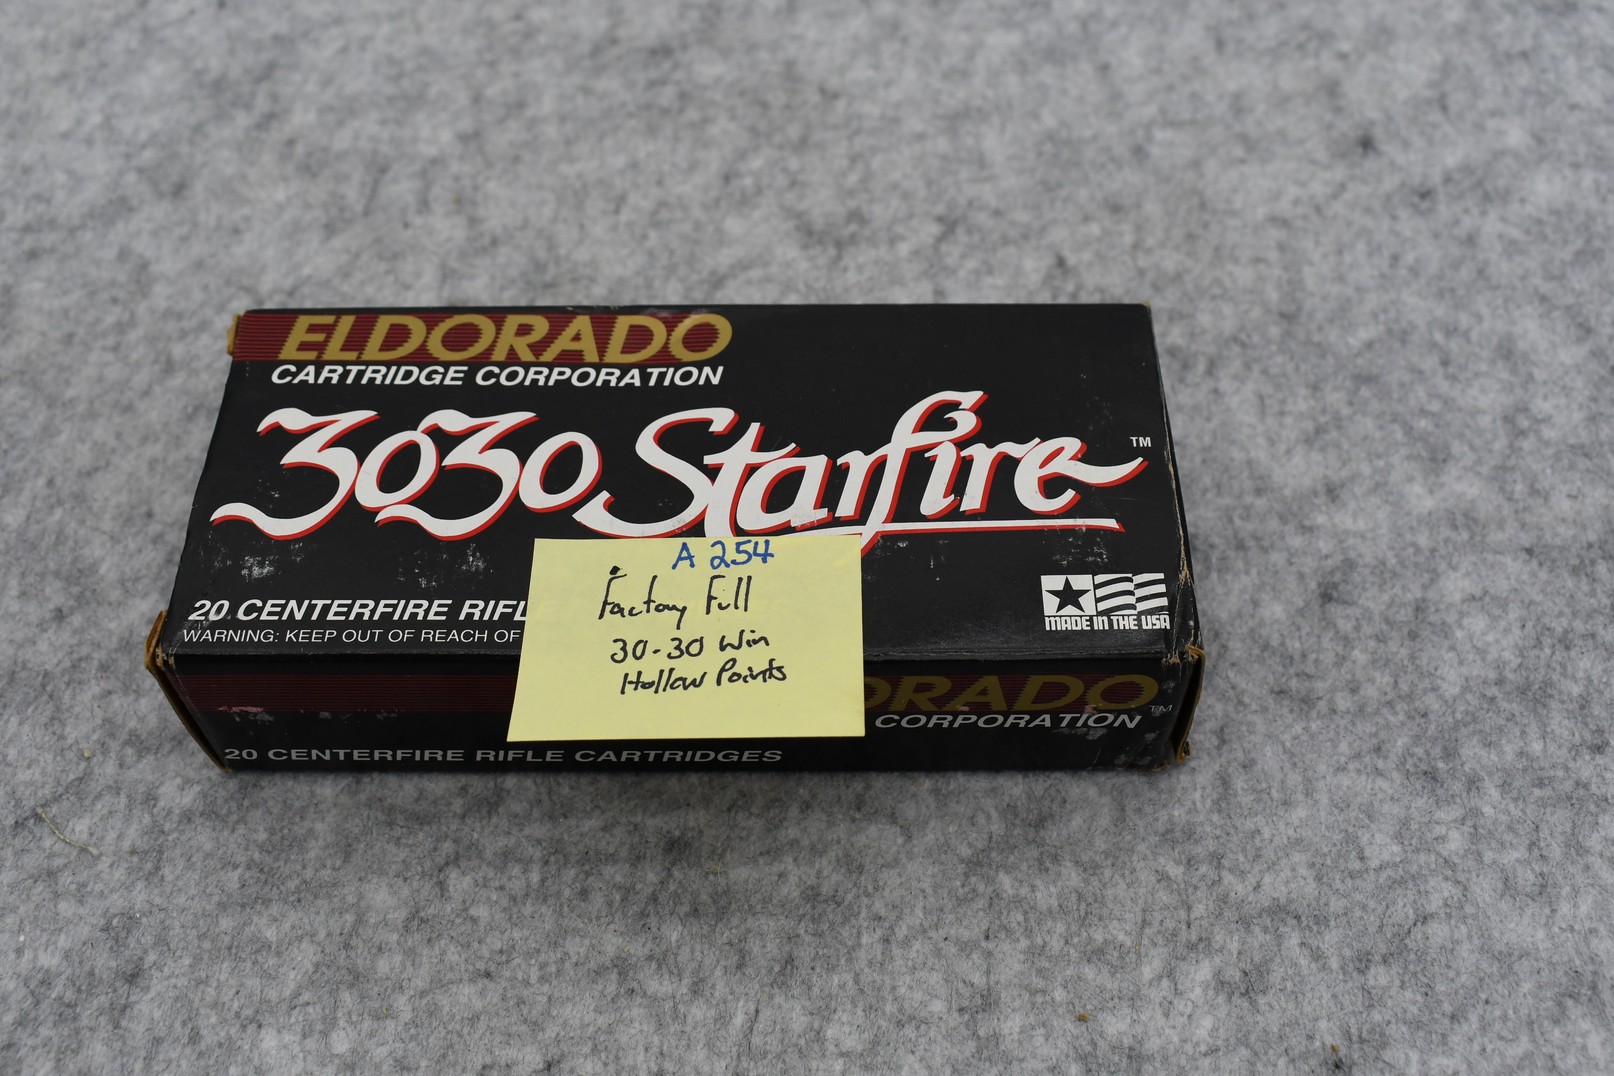 ELDORADO
CARTRIDGE CORPORATION
3030 Starfire ™
20 CENTERFIRE RIFL
WARNING: KEEP OUT OF REACH OF
MADE IN THE USA
A 254
Factory Full
30-30 Win
Hollow Points
ORADO ™
CORPORATION
20 CENTERFIRE RIFLE CARTRIDGES